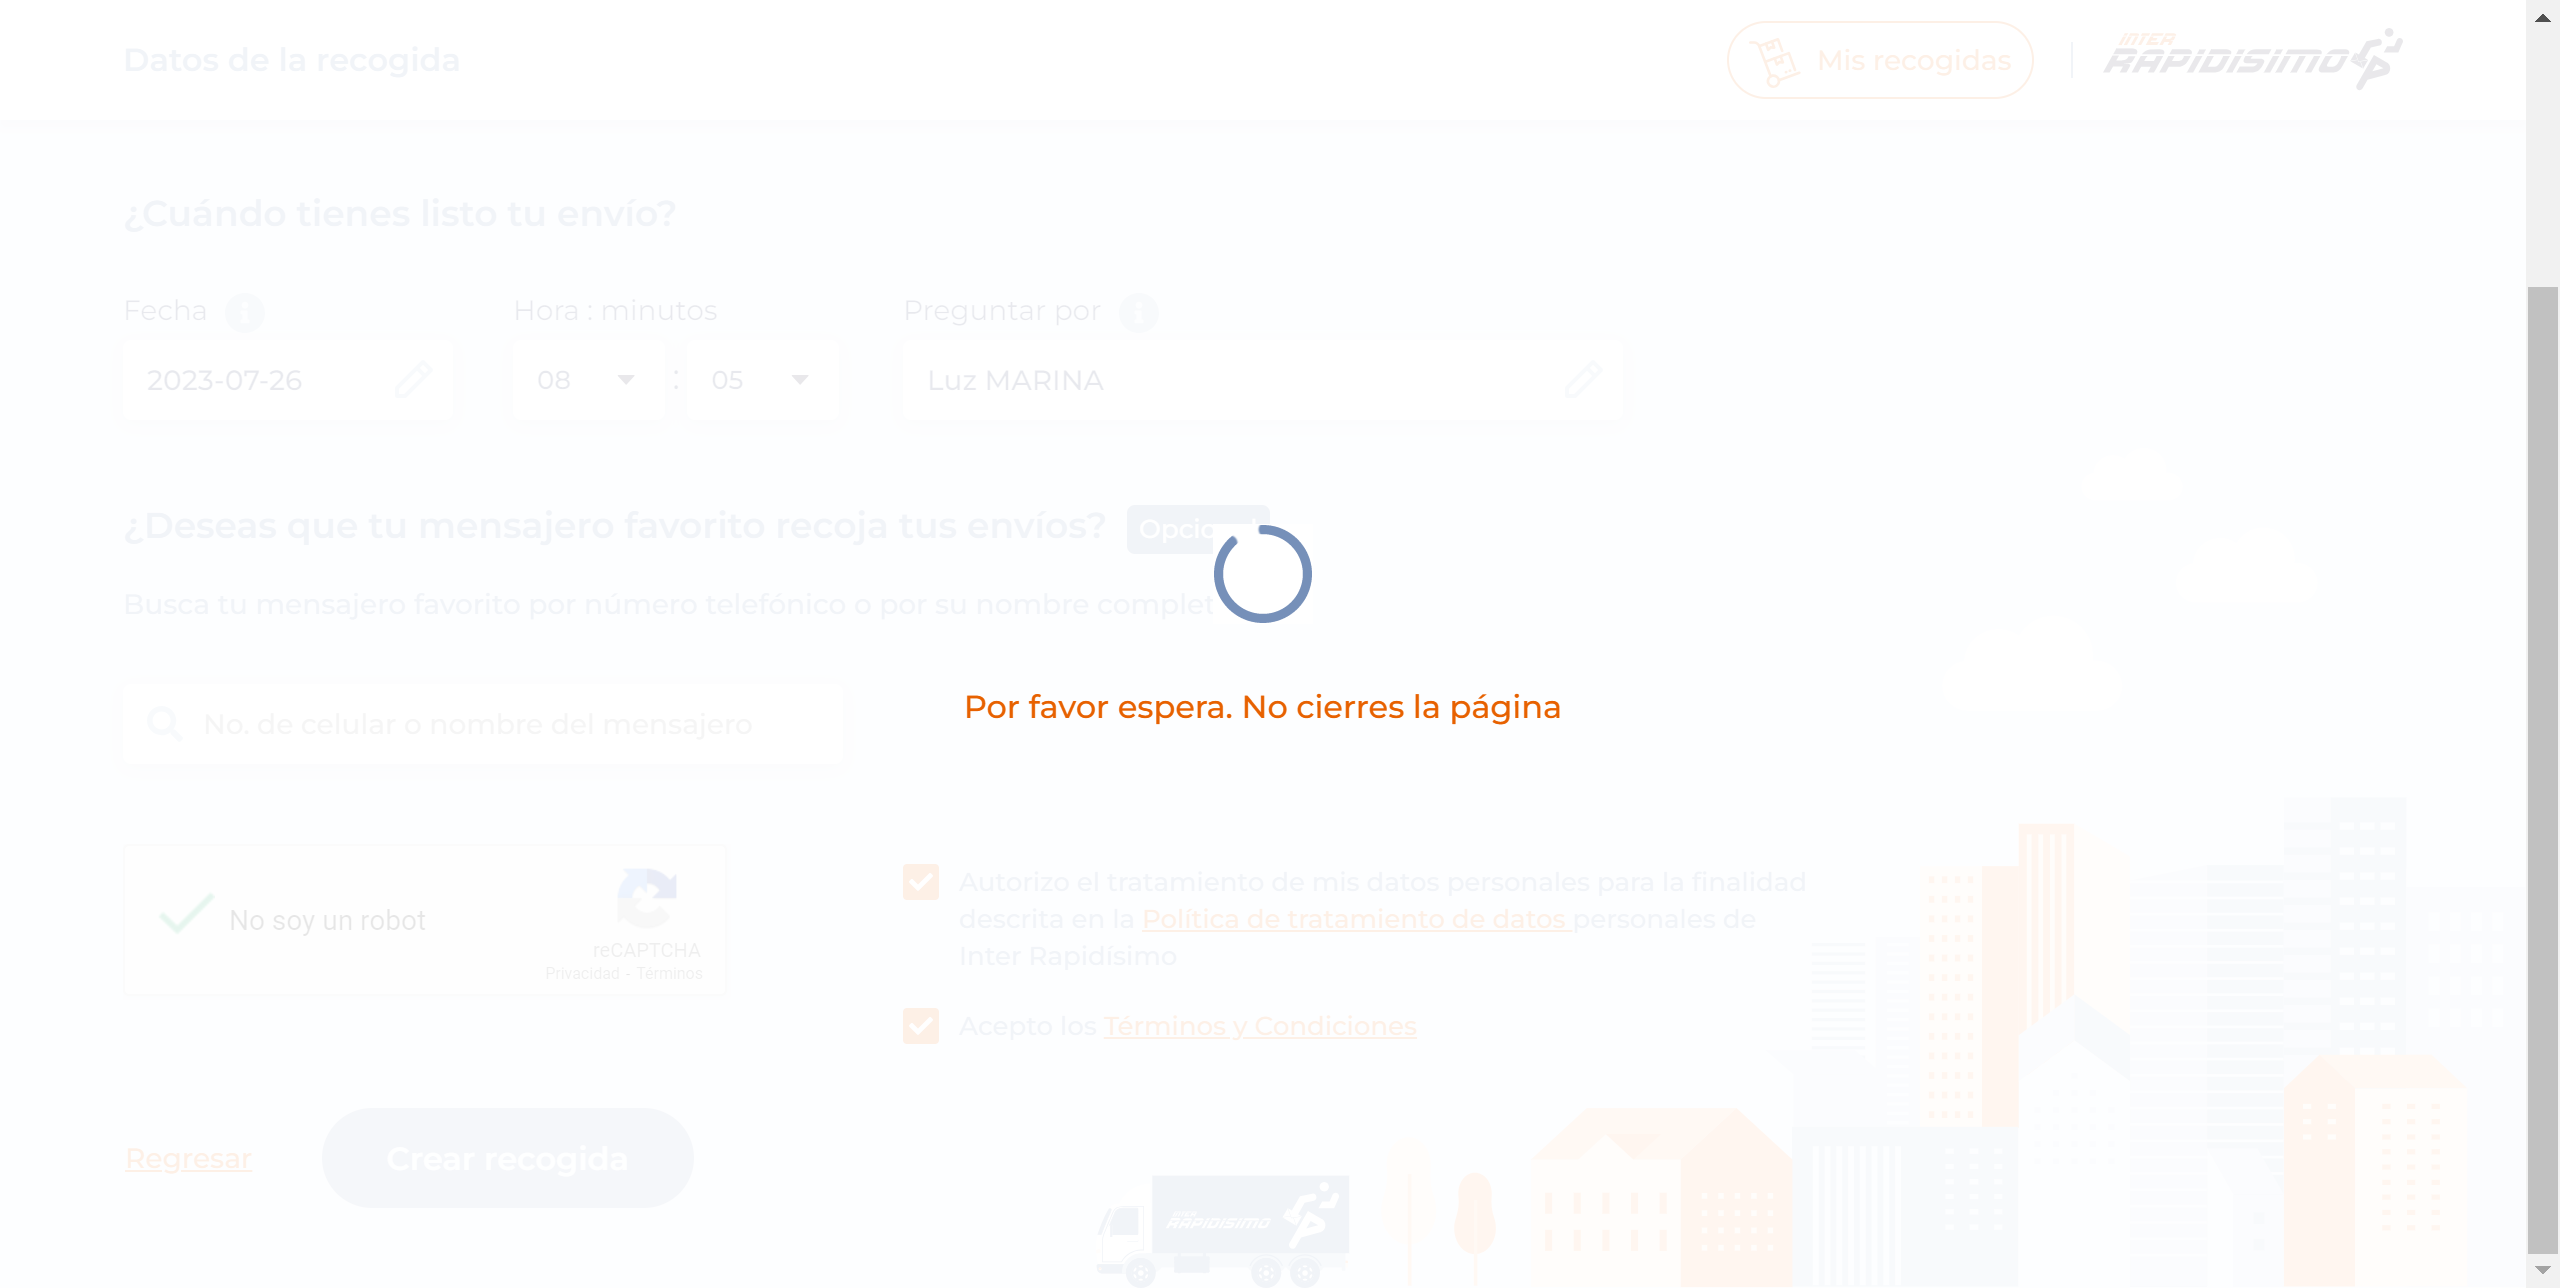 Datos de la recogida
Mis recogidas
INTER
RAPIDISIMO
¿Cuándo tienes listo tu envío?
Fecha
Hora : minutos
Preguntar por
2023-07-26
08 : 05
Luz MARINA
¿Deseas que tu mensajero favorito recoja tus envíos?
Busca tu mensajero favorito por número telefónico o por su nombre
Por favor espera. No cierres la página
No. de celular o nombre del mensajero
No soy un robot
reCAPTCHA
Privacidad - Términos
Autorizo el tratamiento de mis datos personales para la finalidad
descrita en la Política de tratamiento de datos personales de
Inter Rapidísimo
Acepto los Términos y Condiciones
Regresar
Crear recogida
INTER
RAPIDISIMO